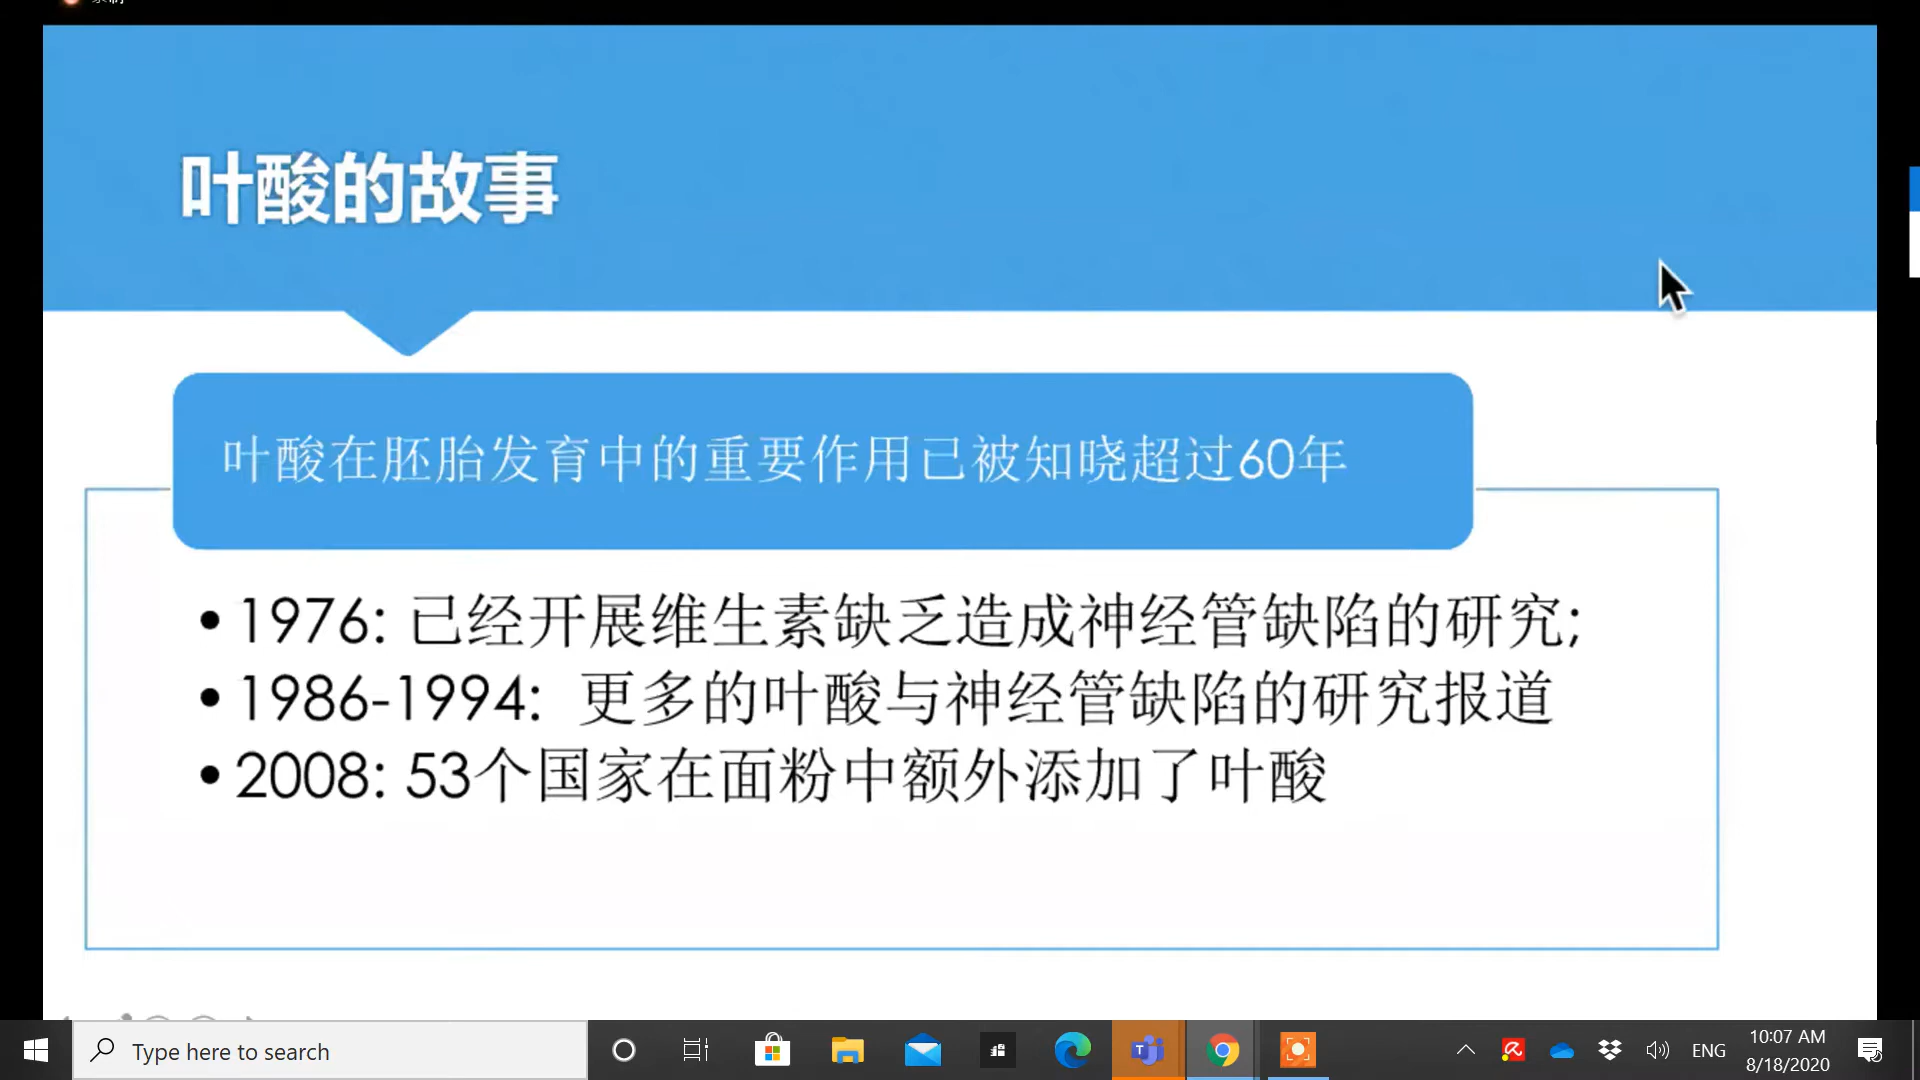 叶酸的故事
叶酸在胚胎发育中的重要作用已被知晓超过60年
• 1976: 已经开展维生素缺乏造成神经管缺陷的研究;
• 1986-1994: 更多的叶酸与神经管缺陷的研究报道
• 2008: 53个国家在面粉中额外添加了叶酸
Type here to search
ENG
10:07 AM
8/18/2020